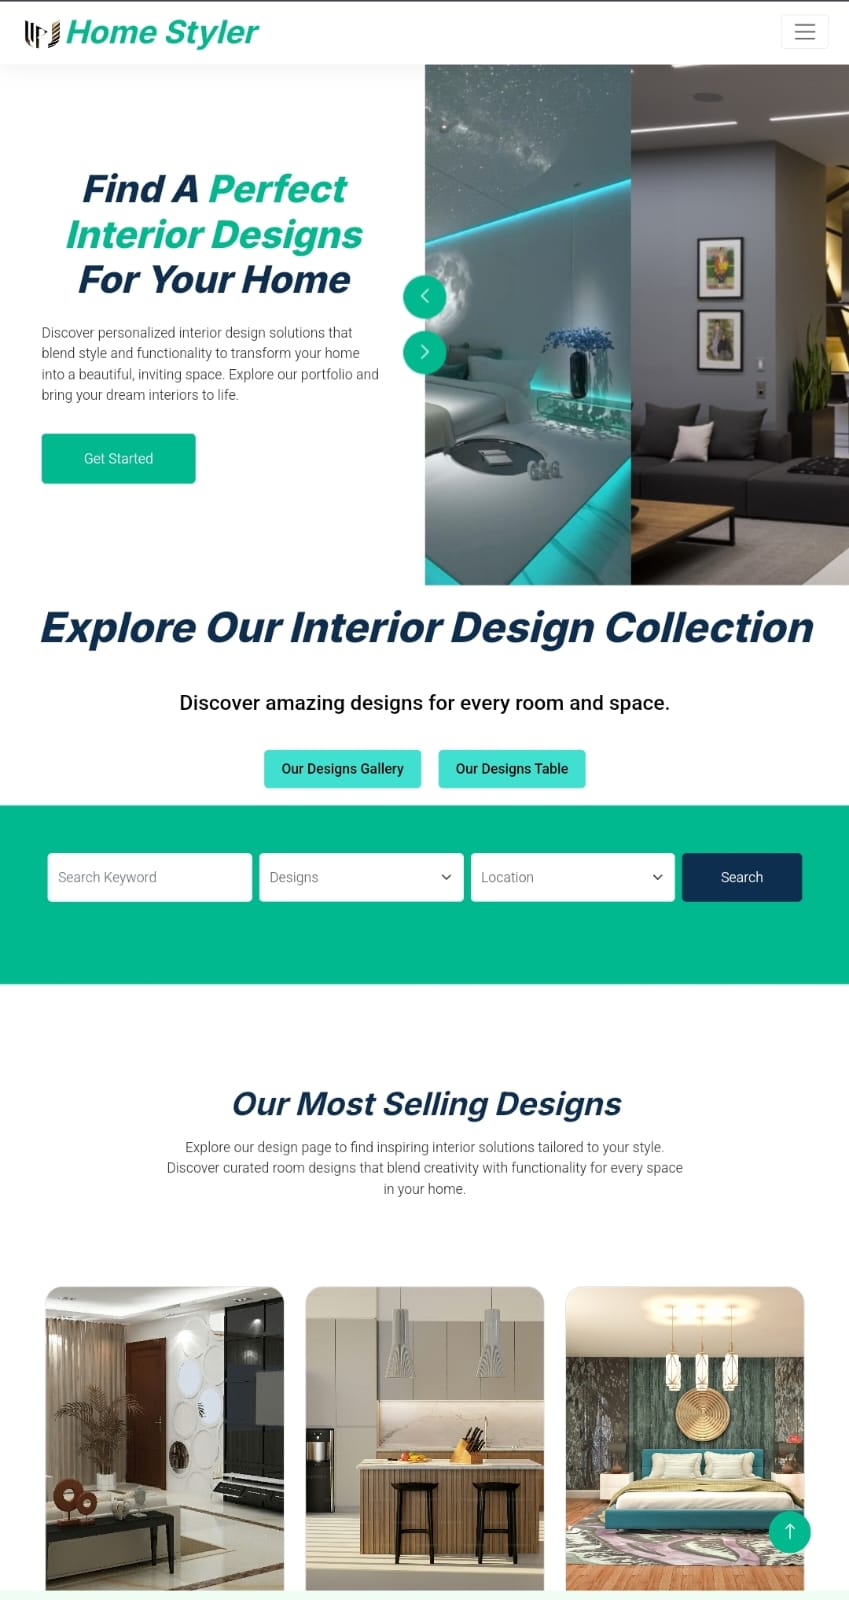 Home Styler
Find A Perfect
Interior Designs
For Your Home
Discover personalized interior design solutions that
blend style and functionality to transform your home
into a beautiful, inviting space. Explore our portfolio and
bring your dream interiors to life.
Get Started
Explore Our Interior Design Collection
Discover amazing designs for every room and space.
Our Designs Gallery
Our Designs Table
Search Keyword
Designs
Location
Search
Our Most Selling Designs
Explore our design page to find inspiring interior solutions tailored to your style.
Discover curated room designs that blend creativity with functionality for every space
in your home.